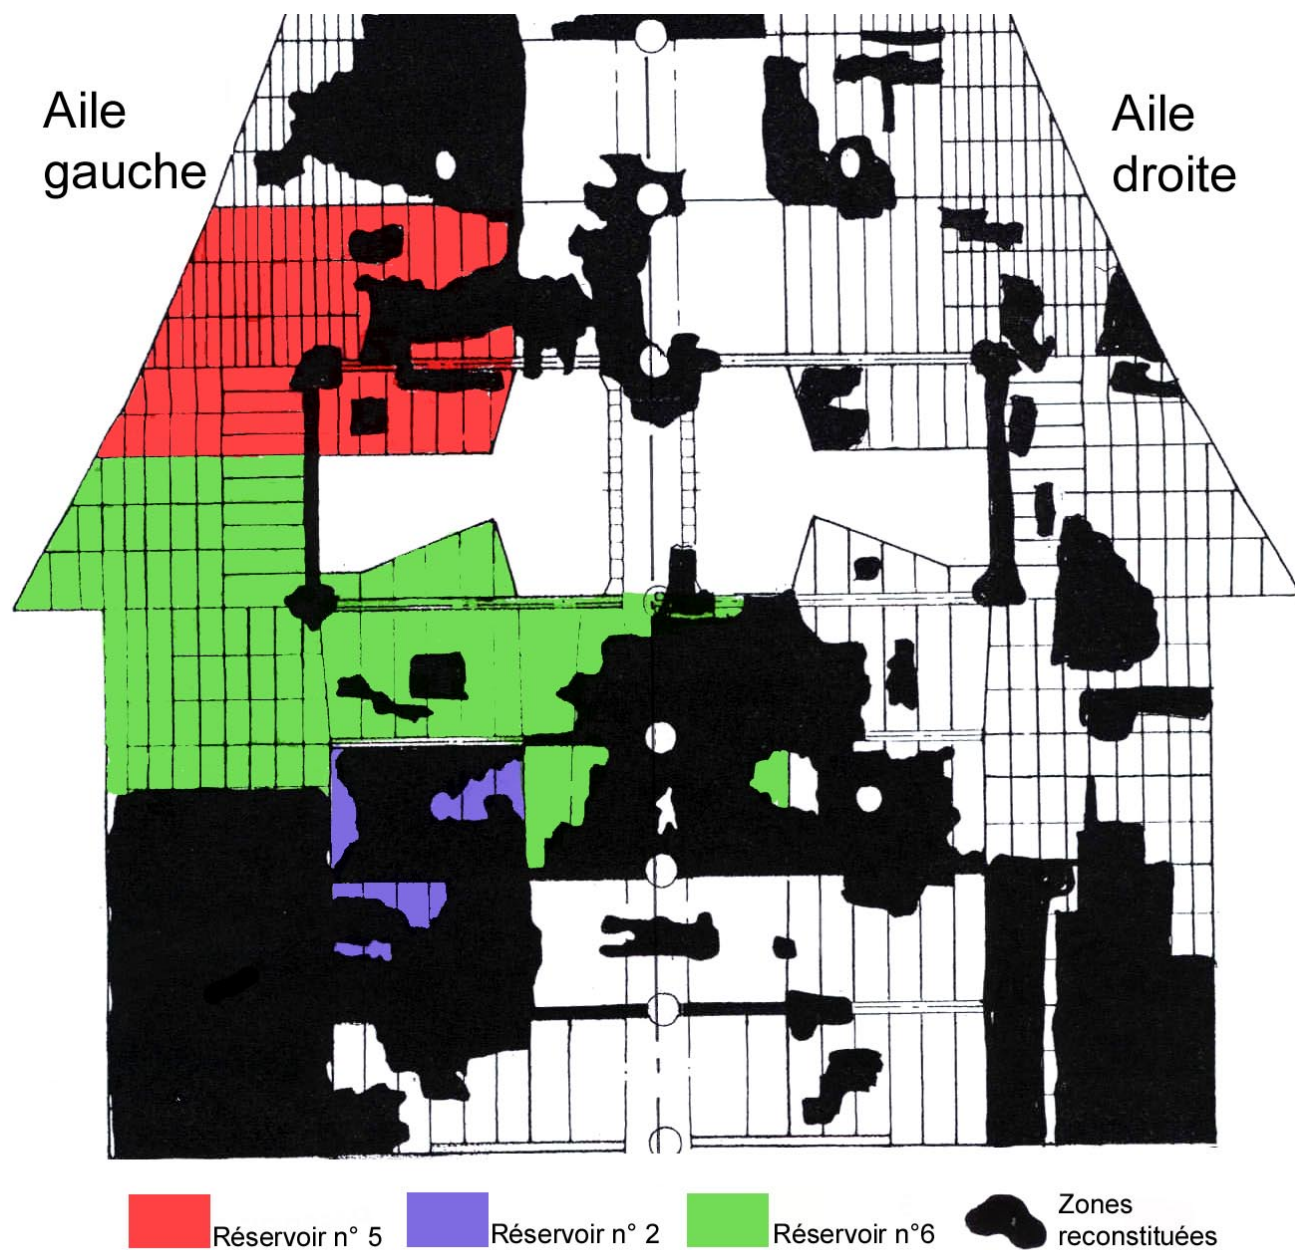 Aile
gauche
Aile
droite
Réservoir n° 5
Réservoir n° 2
Réservoir n°6
Zones
reconstituées